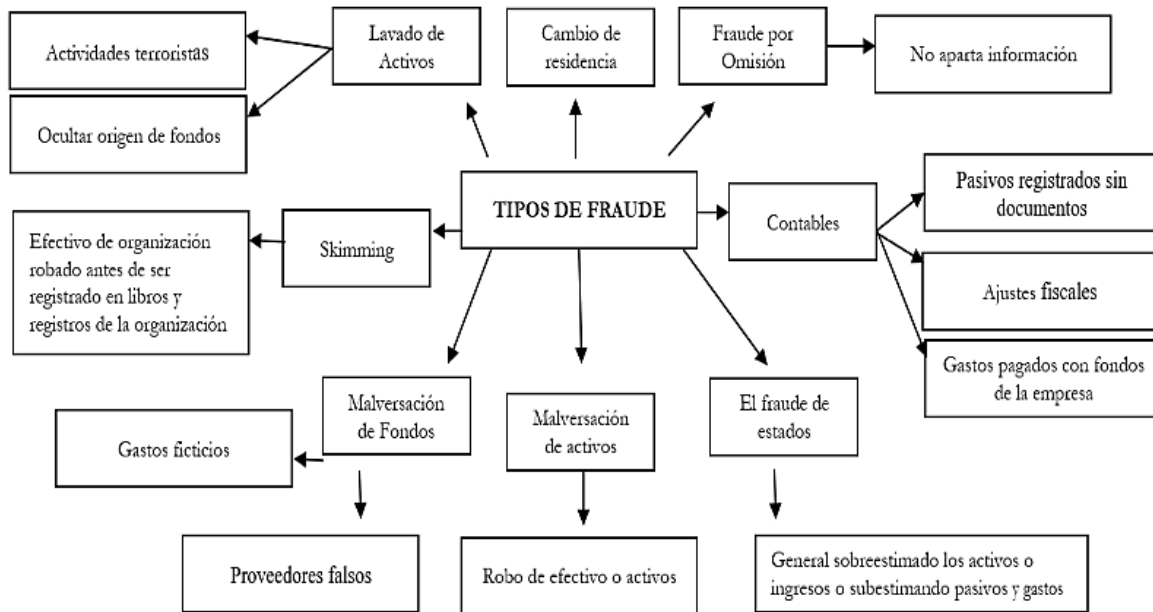 Actividades terroristas
Lavado de
Activos
Cambio de
residencia
Fraude por
Omisión
No aparta información
Ocultar origen de fondos
TIPOS DE FRAUDE
Contables
Pasivos registrados sin
documentos
Skimming
Efectivo de organización
robado antes de ser
registrado en libros y
registros de la organización
Ajustes fiscales
Gastos pagados con fondos
de la empresa
Malversación
de Fondos
Malversación
de activos
El fraude de
estados
Gastos ficticios
Proveedores falsos
Robo de efectivo o activos
General sobreestimado los activos o
ingresos o subestimando pasivos y gastos